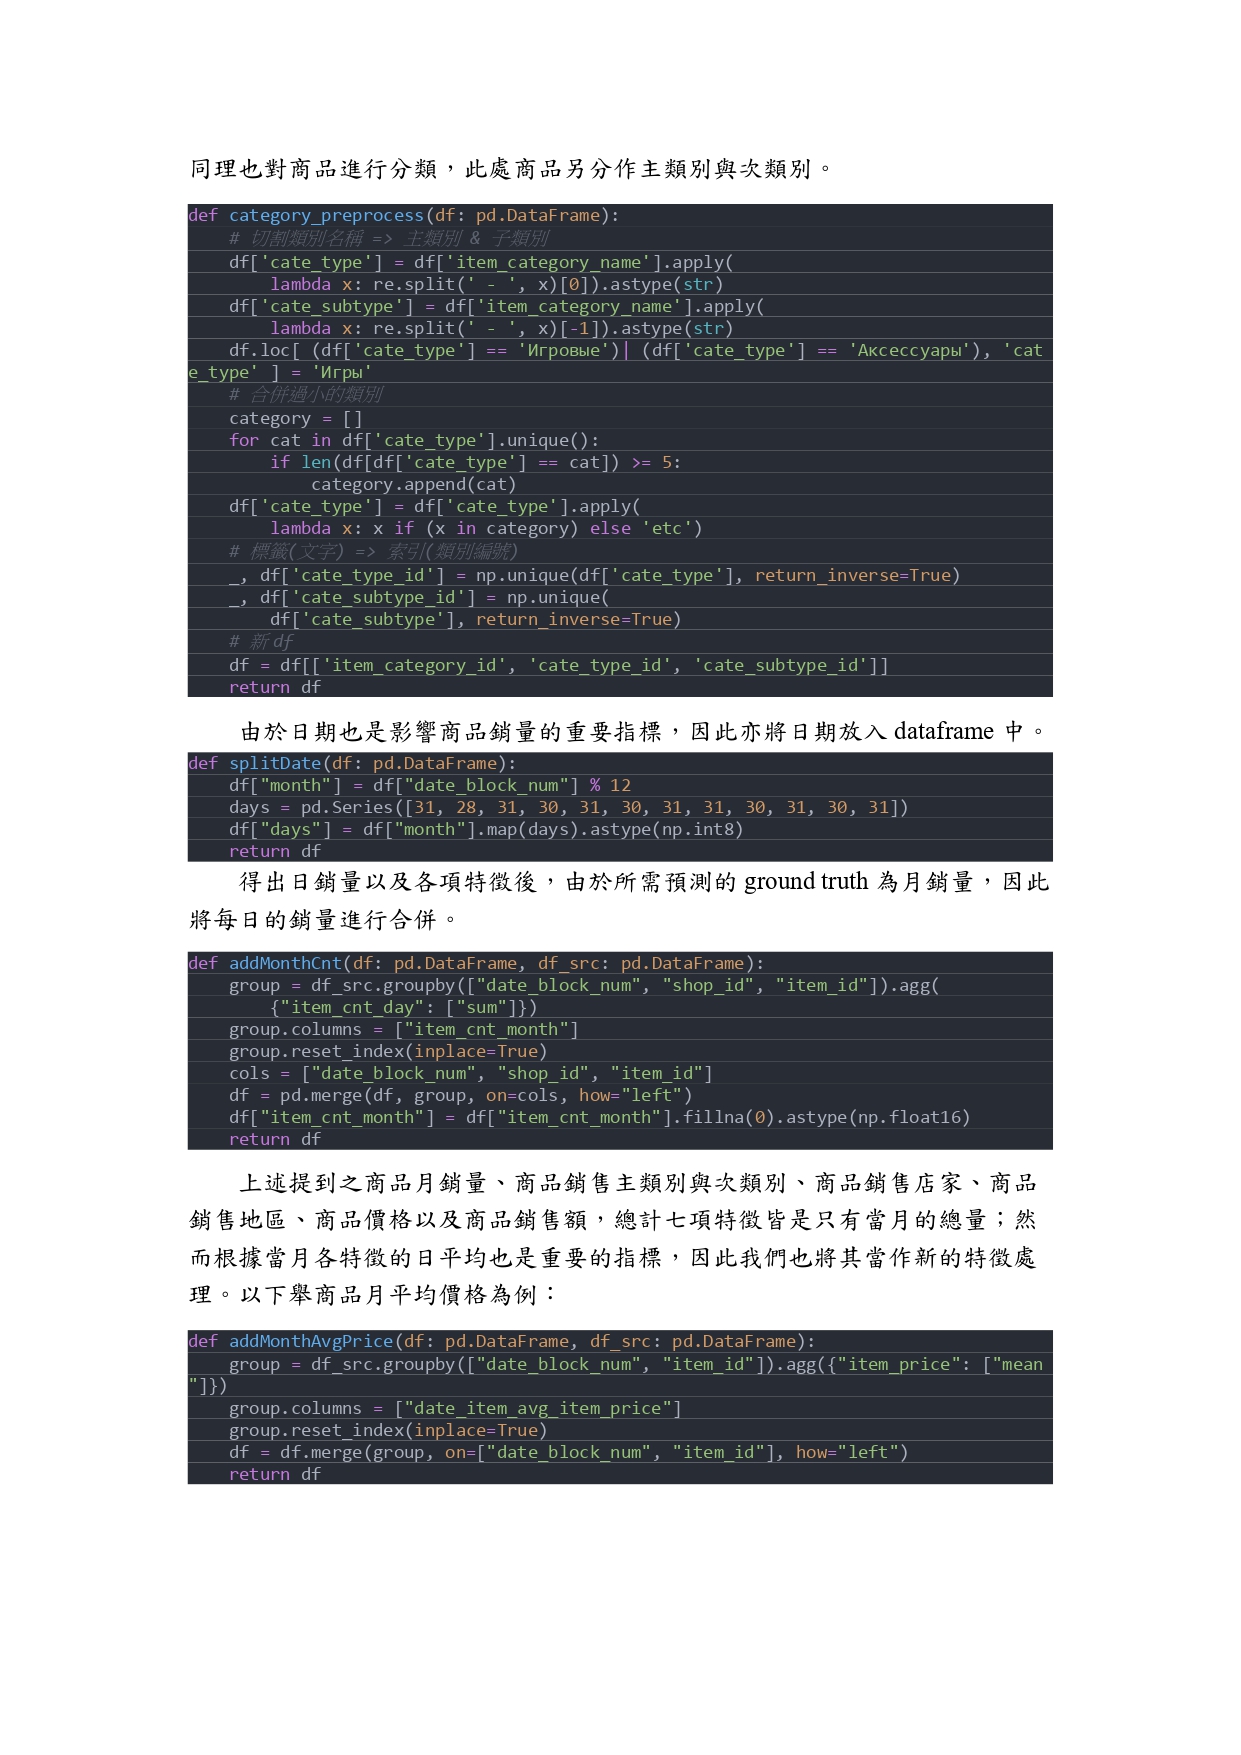 同理也對商品進行分類，此處商品另分作主類別與次類別。
def category_preprocess(df: pd.DataFrame):
    # 切割類別名稱 => 主類別 & 子類別
    df['cate_type'] = df['item_category_name'].apply(
        lambda x: re.split(' - ', x)[0]).astype(str)
    df['cate_subtype'] = df['item_category_name'].apply(
        lambda x: re.split(' - ', x)[-1]).astype(str)
    df.loc[ (df['cate_type'] == 'Игровые')| (df['cate_type'] == 'Аксессуары'), 'cat
e_type' ] = 'Игры'
    # 合併過小的類別
    category = []
    for cat in df['cate_type'].unique():
        if len(df[df['cate_type'] == cat]) >= 5:
            category.append(cat)
    df['cate_type'] = df['cate_type'].apply(
        lambda x: x if (x in category) else 'etc')
    # 標籤(文字) => 索引(類別編號)
    _, df['cate_type_id'] = np.unique(df['cate_type'], return_inverse=True)
    _, df['cate_subtype_id'] = np.unique(
        df['cate_subtype'], return_inverse=True)
    # 新 df
    df = df[['item_category_id', 'cate_type_id', 'cate_subtype_id']]
    return df
由於日期也是影響商品銷量的重要指標，因此亦將日期放入 dataframe 中。
def splitDate(df: pd.DataFrame):
    df["month"] = df["date_block_num"] % 12
    days = pd.Series([31, 28, 31, 30, 31, 30, 31, 31, 30, 31, 30, 31])
    df["days"] = df["month"].map(days).astype(np.int8)
    return df
得出日銷量以及各項特徵後，由於所需預測的 ground truth 為月銷量，因此
將每日的銷量進行合併。
def addMonthCnt(df: pd.DataFrame, df_src: pd.DataFrame):
    group = df_src.groupby(["date_block_num", "shop_id", "item_id"]).agg(
        {"item_cnt_day": ["sum"]})
    group.columns = ["item_cnt_month"]
    group.reset_index(inplace=True)
    cols = ["date_block_num", "shop_id", "item_id"]
    df = pd.merge(df, group, on=cols, how="left")
    df["item_cnt_month"] = df["item_cnt_month"].fillna(0).astype(np.float16)
    return df
上述提到之商品月銷量、商品銷售主類別與次類別、商品銷售店家、商品
銷售地區、商品價格以及商品銷售額，總計七項特徵皆是只有當月的總量；然
而根據當月各特徵的日平均也是重要的指標，因此我們也將其當作新的特徵處
理。以下舉商品月平均價格為例：
def addMonthAvgPrice(df: pd.DataFrame, df_src: pd.DataFrame):
    group = df_src.groupby(["date_block_num", "item_id"]).agg({"item_price": ["mean
"]})
    group.columns = ["date_item_avg_item_price"]
    group.reset_index(inplace=True)
    df = df.merge(group, on=["date_block_num", "item_id"], how="left")
    return df